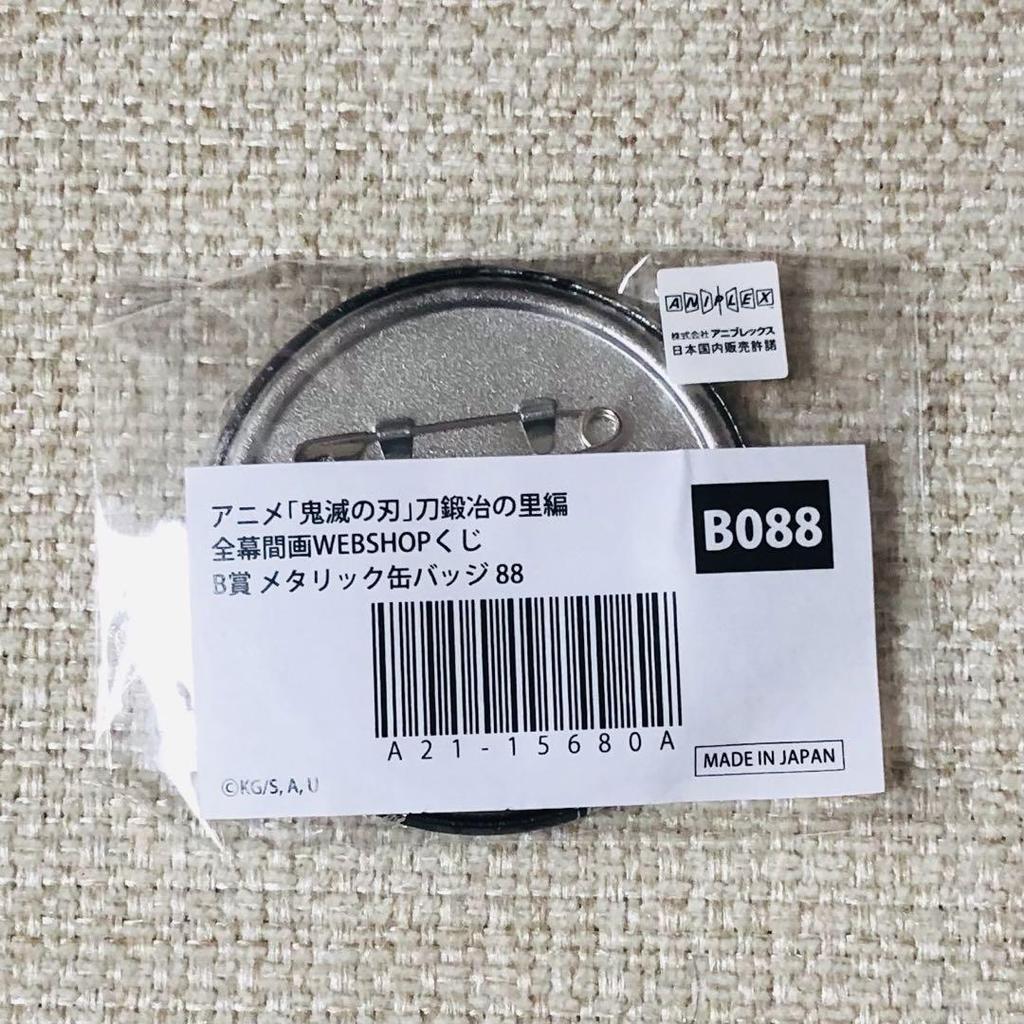 ANIPLEX
株式会社 アニプレックス
日本国内販売許諾
アニメ「鬼滅の刃」刀鍛冶の里編
全幕間画WEBSHOPくじ
B賞 メタリック缶バッジ 88
B088
A21-15680A
MADE IN JAPAN
©KG/S, A, U